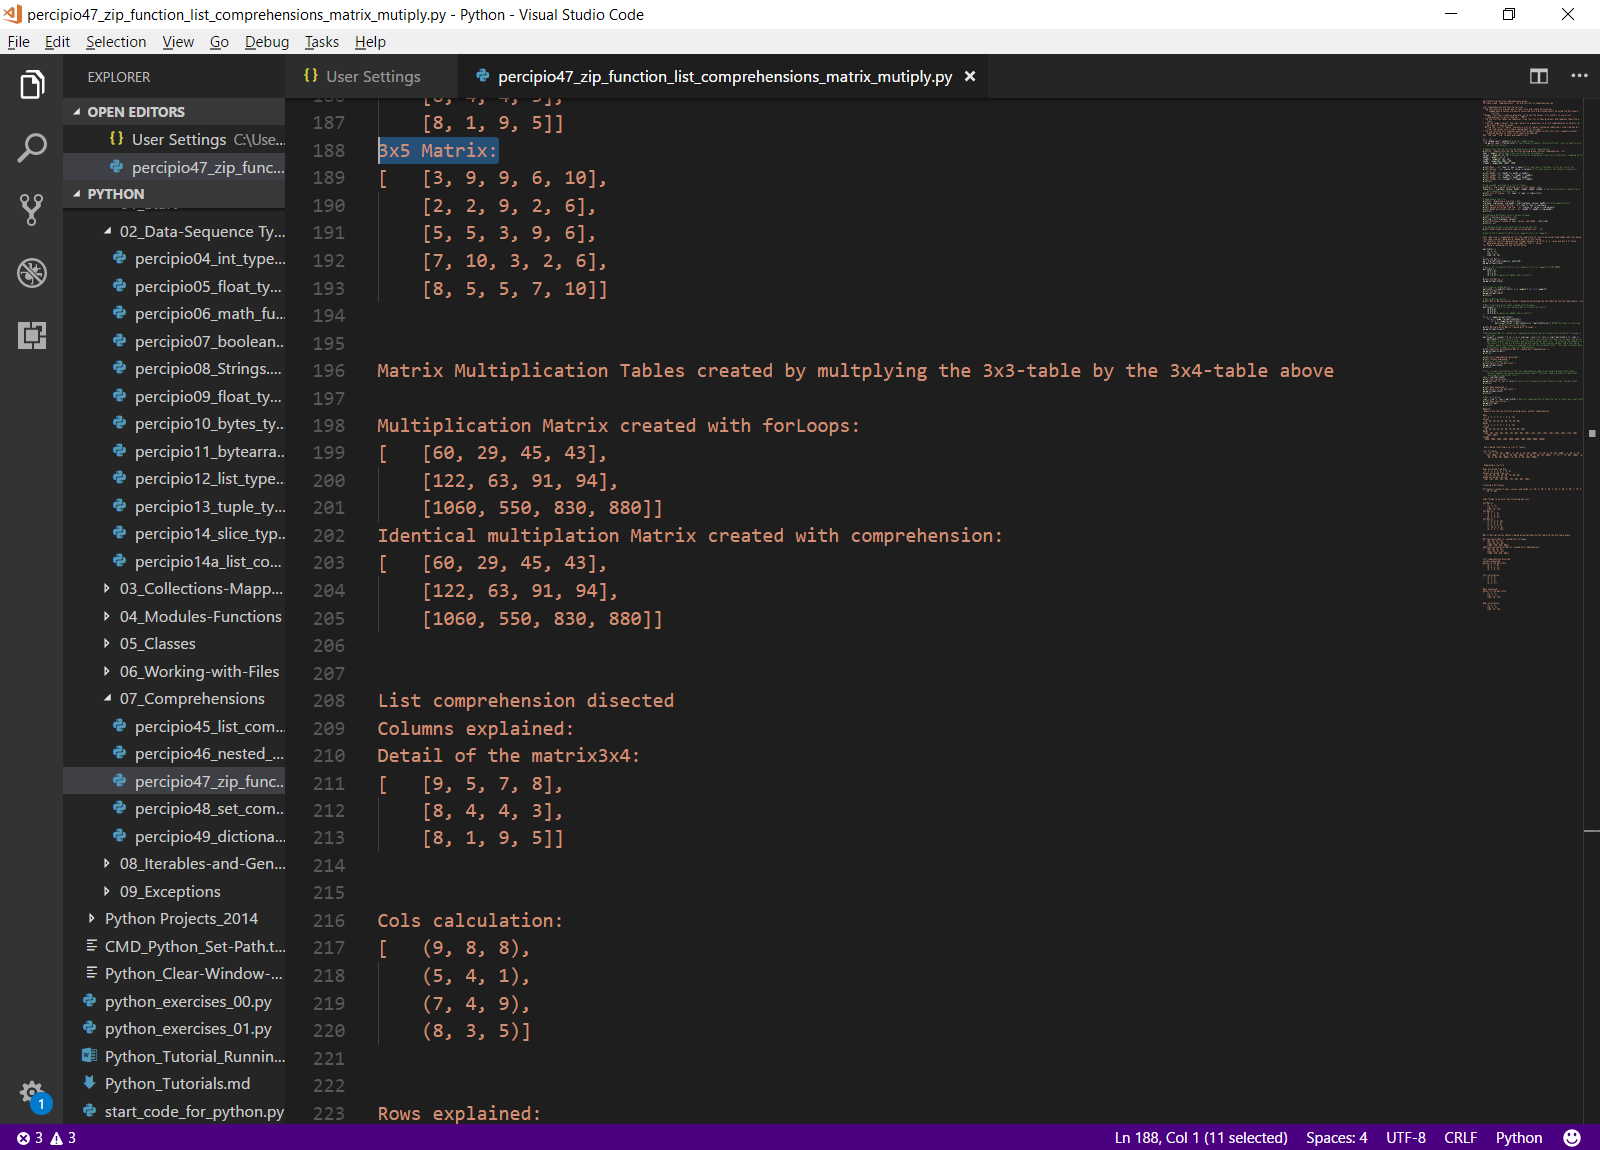 percipio47_zip_function_list_comprehensions_matrix_mutiply.py - Python - Visual Studio Code
File Edit Selection View Go Debug Tasks Help
EXPLORER
OPEN EDITORS
{} User Settings C:\Use...
percipio47_zip_func...
PYTHON
02_Data-Sequence Ty...
percipio04_int_type...
percipio05_float_ty...
percipio06_math_fu...
percipio07_boolean...
percipio08_Strings....
percipio09_float_ty...
percipio10_bytes_ty...
percipio11_bytearra...
percipio12_list_type...
percipio13_tuple_ty...
percipio14_slice_typ...
percipio14a_list_co...
03_Collections-Mapp...
04_Modules-Functions
05_Classes
06_Working-with-Files
07_Comprehensions
percipio45_list_com...
percipio46_nested_...
percipio47_zip_func...
percipio48_set_com...
percipio49_dictiona...
08_Iterables-and-Gen...
09_Exceptions
Python Projects_2014
CMD_Python_Set-Path.t...
Python_Clear-Window-...
python_exercises_00.py
python_exercises_01.py
Python_Tutorial_Runnin...
Python_Tutorials.md
start_code_for_python.py
1
{} User Settings
percipio47_zip_function_list_comprehensions_matrix_mutiply.py
187 [8, 1, 9, 5]]
188 3x5 Matrix:
189 [ [3, 9, 9, 6, 10],
190 [2, 2, 9, 2, 6],
191 [5, 5, 3, 9, 6],
192 [7, 10, 3, 2, 6],
193 [8, 5, 5, 7, 10]]
194
195
196 Matrix Multiplication Tables created by multplying the 3x3-table by the 3x4-table above
197
198 Multiplication Matrix created with forLoops:
199 [ [60, 29, 45, 43],
200 [122, 63, 91, 94],
201 [1060, 550, 830, 880]]
202 Identical multiplation Matrix created with comprehension:
203 [ [60, 29, 45, 43],
204 [122, 63, 91, 94],
205 [1060, 550, 830, 880]]
206
207
208 List comprehension disected
209 Columns explained:
210 Detail of the matrix3x4:
211 [ [9, 5, 7, 8],
212 [8, 4, 4, 3],
213 [8, 1, 9, 5]]
214
215
216 Cols calculation:
217 [ (9, 8, 8),
218 (5, 4, 1),
219 (7, 4, 9),
220 (8, 3, 5)]
221
222
223 Rows explained:
3 3
Ln 188, Col 1 (11 selected) Spaces: 4 UTF-8 CRLF Python